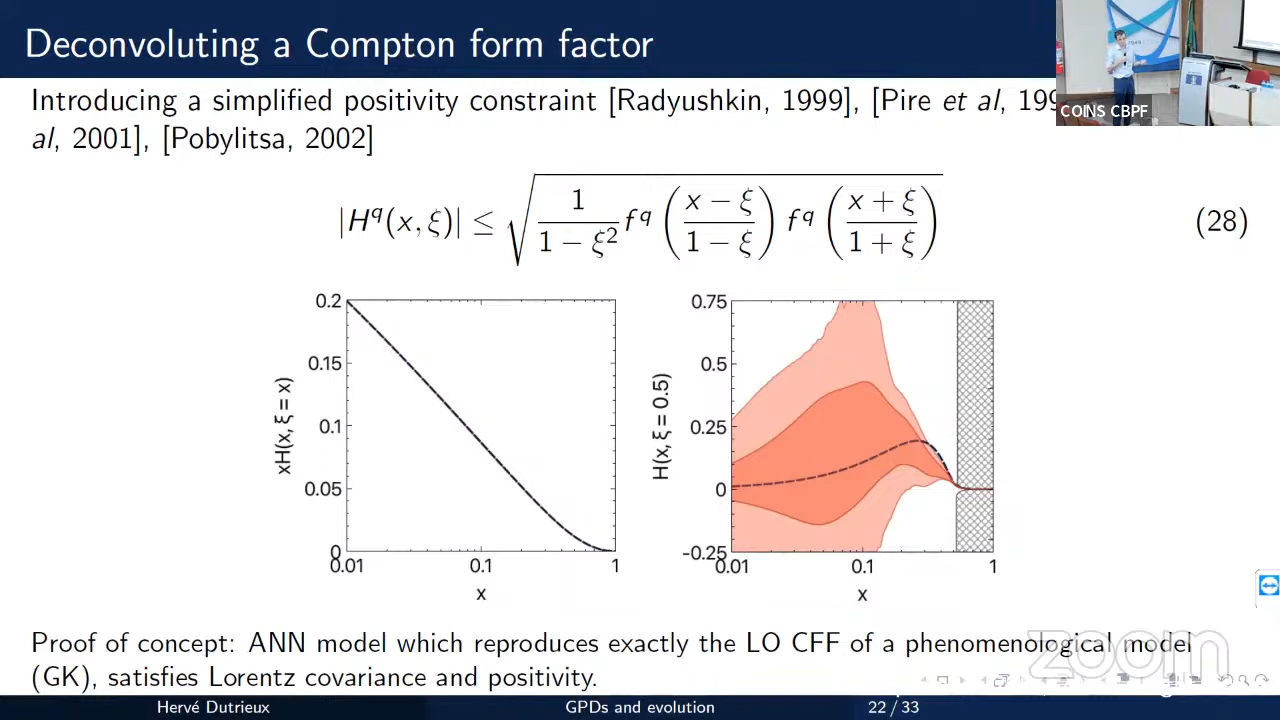 Deconvoluting a Compton form factor
COINS CBPF
Introducing a simplified positivity constraint [Radyushkin, 1999], [Pire et al, 199
al, 2001], [Pobylitsa, 2002]
|H^q(x, ξ)| ≤ √(1/(1 − ξ²) f^q((x − ξ)/(1 − ξ)) f^q((x + ξ)/(1 + ξ))) (28)
0.2
0.15
0.1
0.05
0
0.01 0.1 1
x
xH(x, ξ = x)
0.75
0.5
0.25
0
-0.25
0.01 0.1 1
x
H(x, ξ = 0.5)
Proof of concept: ANN model which reproduces exactly the LO CFF of a phenomenological model
(GK), satisfies Lorentz covariance and positivity.
zoom
Hervé Dutrieux GPDs and evolution 22 / 33